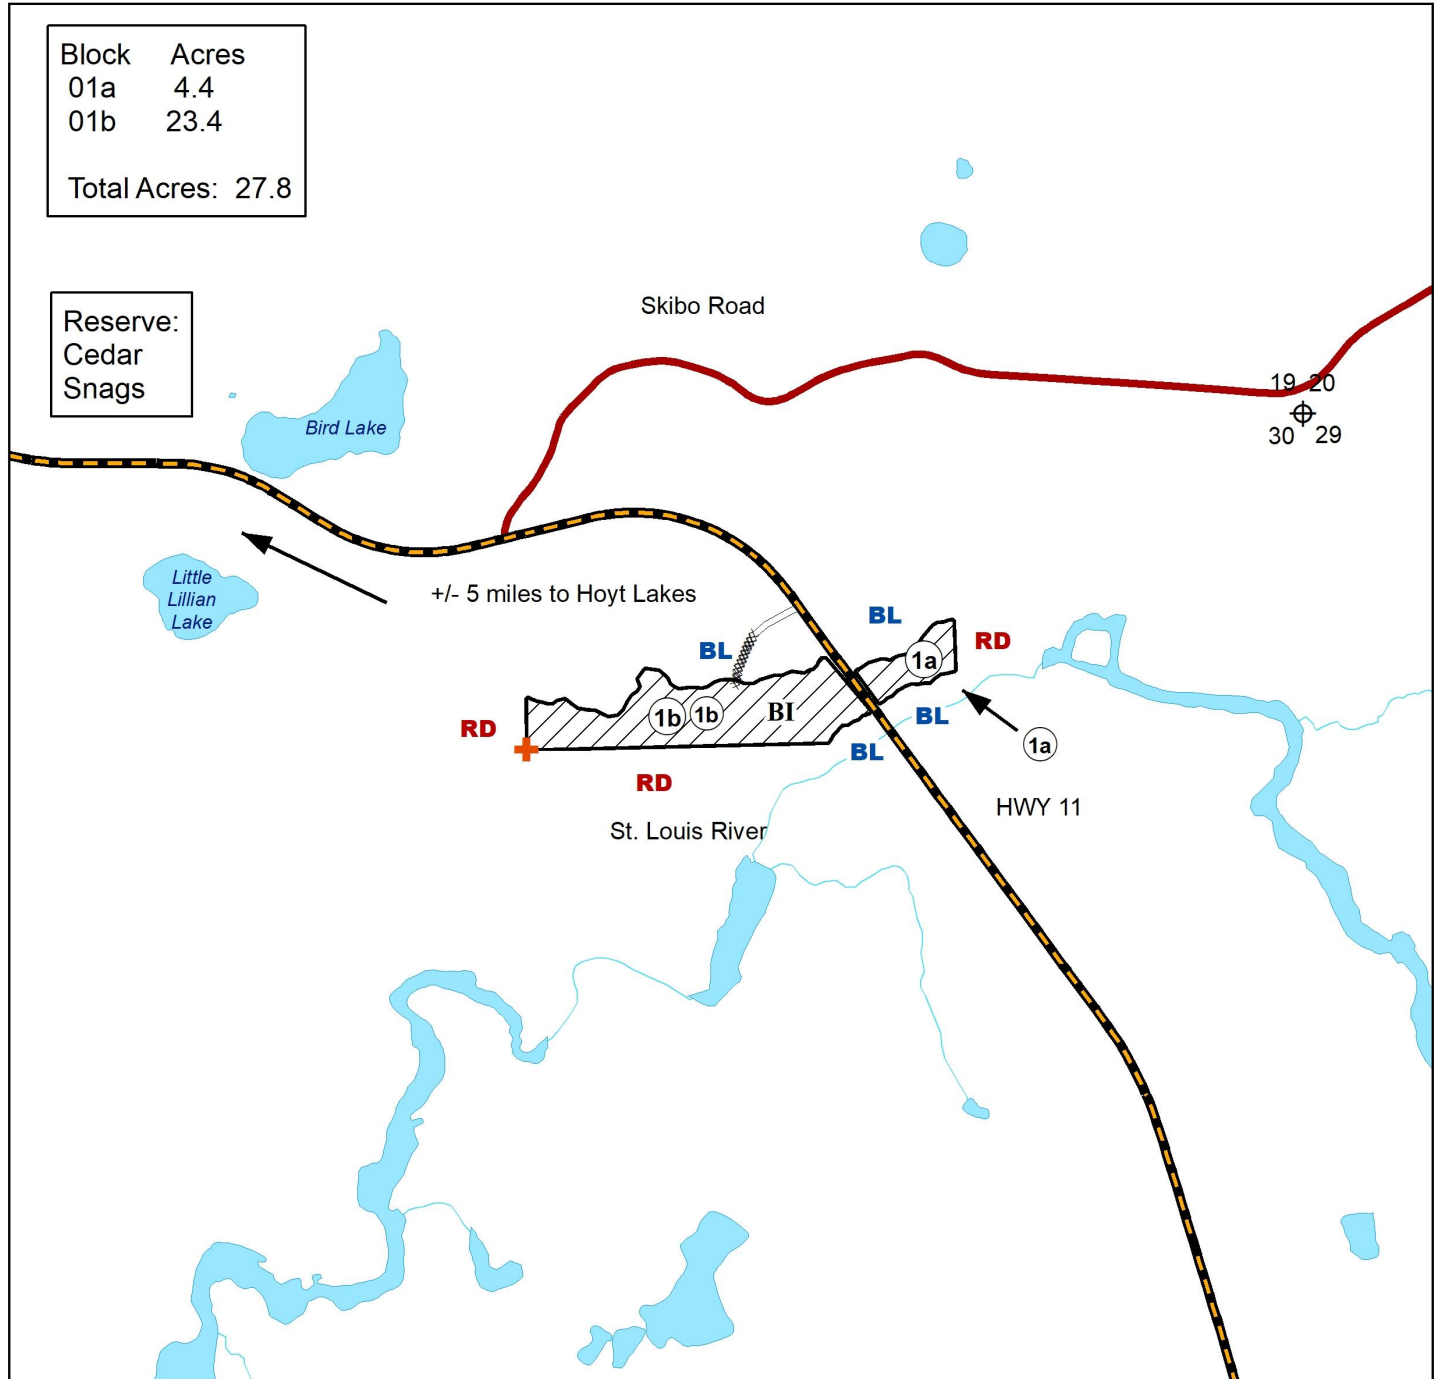 Block Acres
01a 4.4
01b 23.4
Total Acres: 27.8
Reserve:
Cedar
Snags
Skibo Road
Bird Lake
19 20
30 29
Little
Lillian
Lake
+/- 5 miles to Hoyt Lakes
BL
BL
RD
1a
1b
1b
BI
RD
BL
BL
1a
RD
HWY 11
St. Louis River